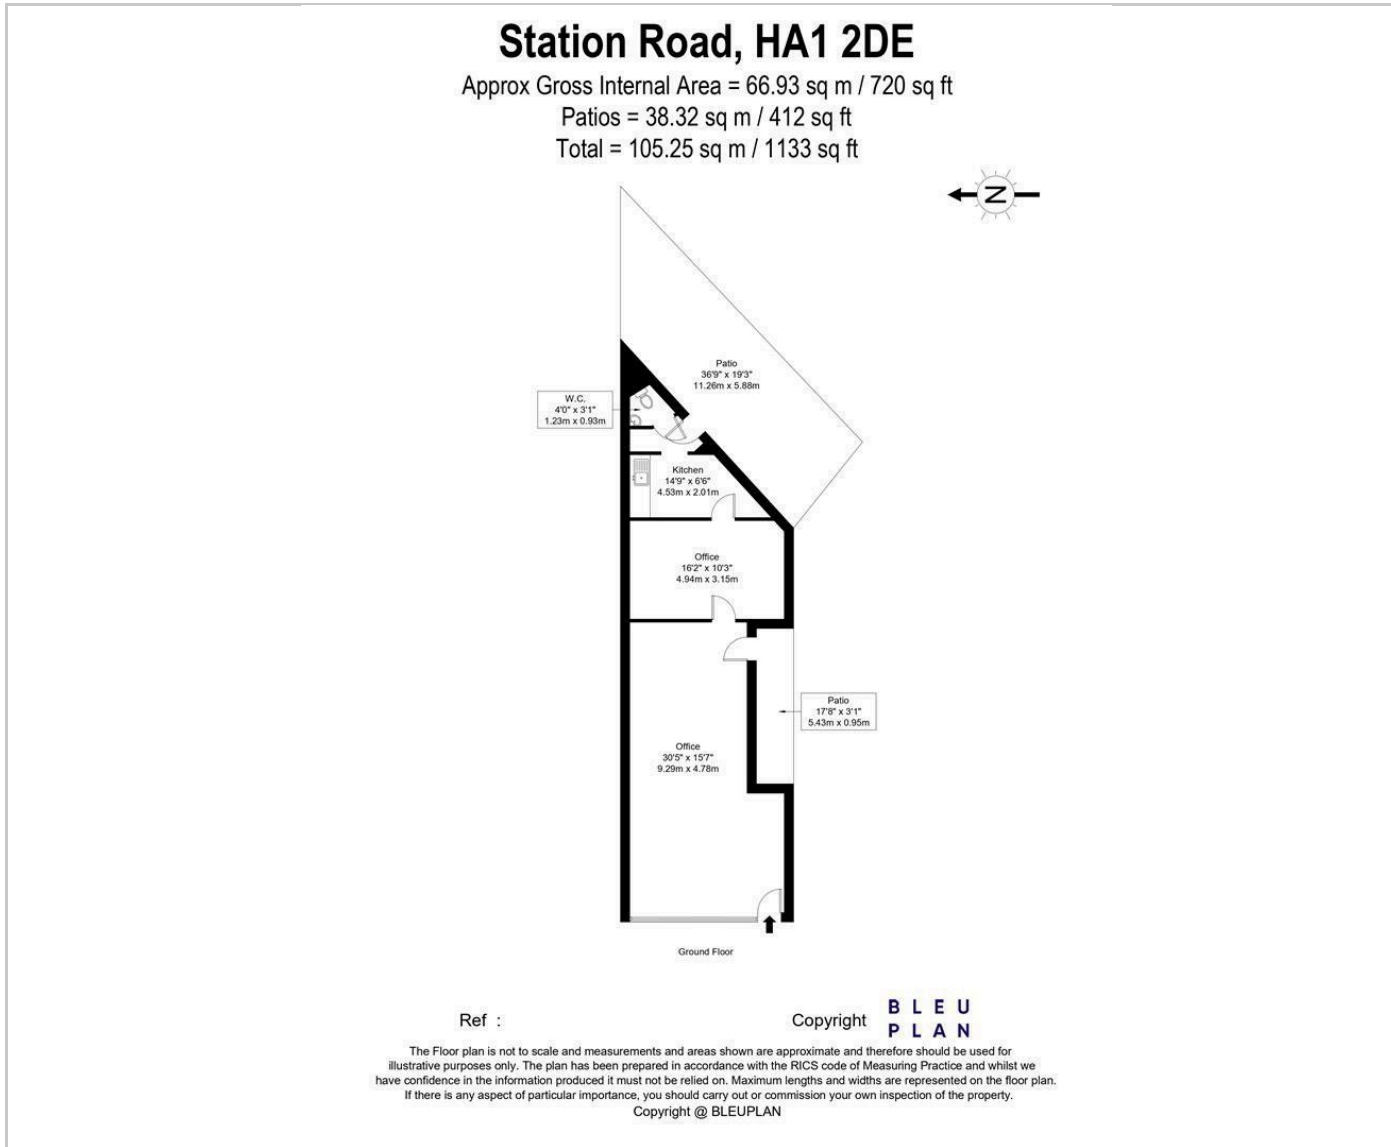 Station Road, HA1 2DE
Approx Gross Internal Area = 66.93 sq m / 720 sq ft
Patios = 38.32 sq m / 412 sq ft
Total = 105.25 sq m / 1133 sq ft
N
Patio
36'9" x 19'3"
11.26m x 5.88m
W.C.
4'0" x 3'1"
1.23m x 0.93m
Kitchen
14'9" x 6'6"
4.53m x 2.01m
Office
16'2" x 10'3"
4.94m x 3.15m
Patio
17'8" x 3'1"
5.43m x 0.95m
Office
30'5" x 15'7"
9.29m x 4.78m
Ground Floor
Ref :
Copyright
BLEU
PLAN
The Floor plan is not to scale and measurements and areas shown are approximate and therefore should be used for
illustrative purposes only. The plan has been prepared in accordance with the RICS code of Measuring Practice and whilst we
have confidence in the information produced it must not be relied on. Maximum lengths and widths are represented on the floor plan.
If there is any aspect of particular importance, you should carry out or commission your own inspection of the property.
Copyright @ BLEUPLAN